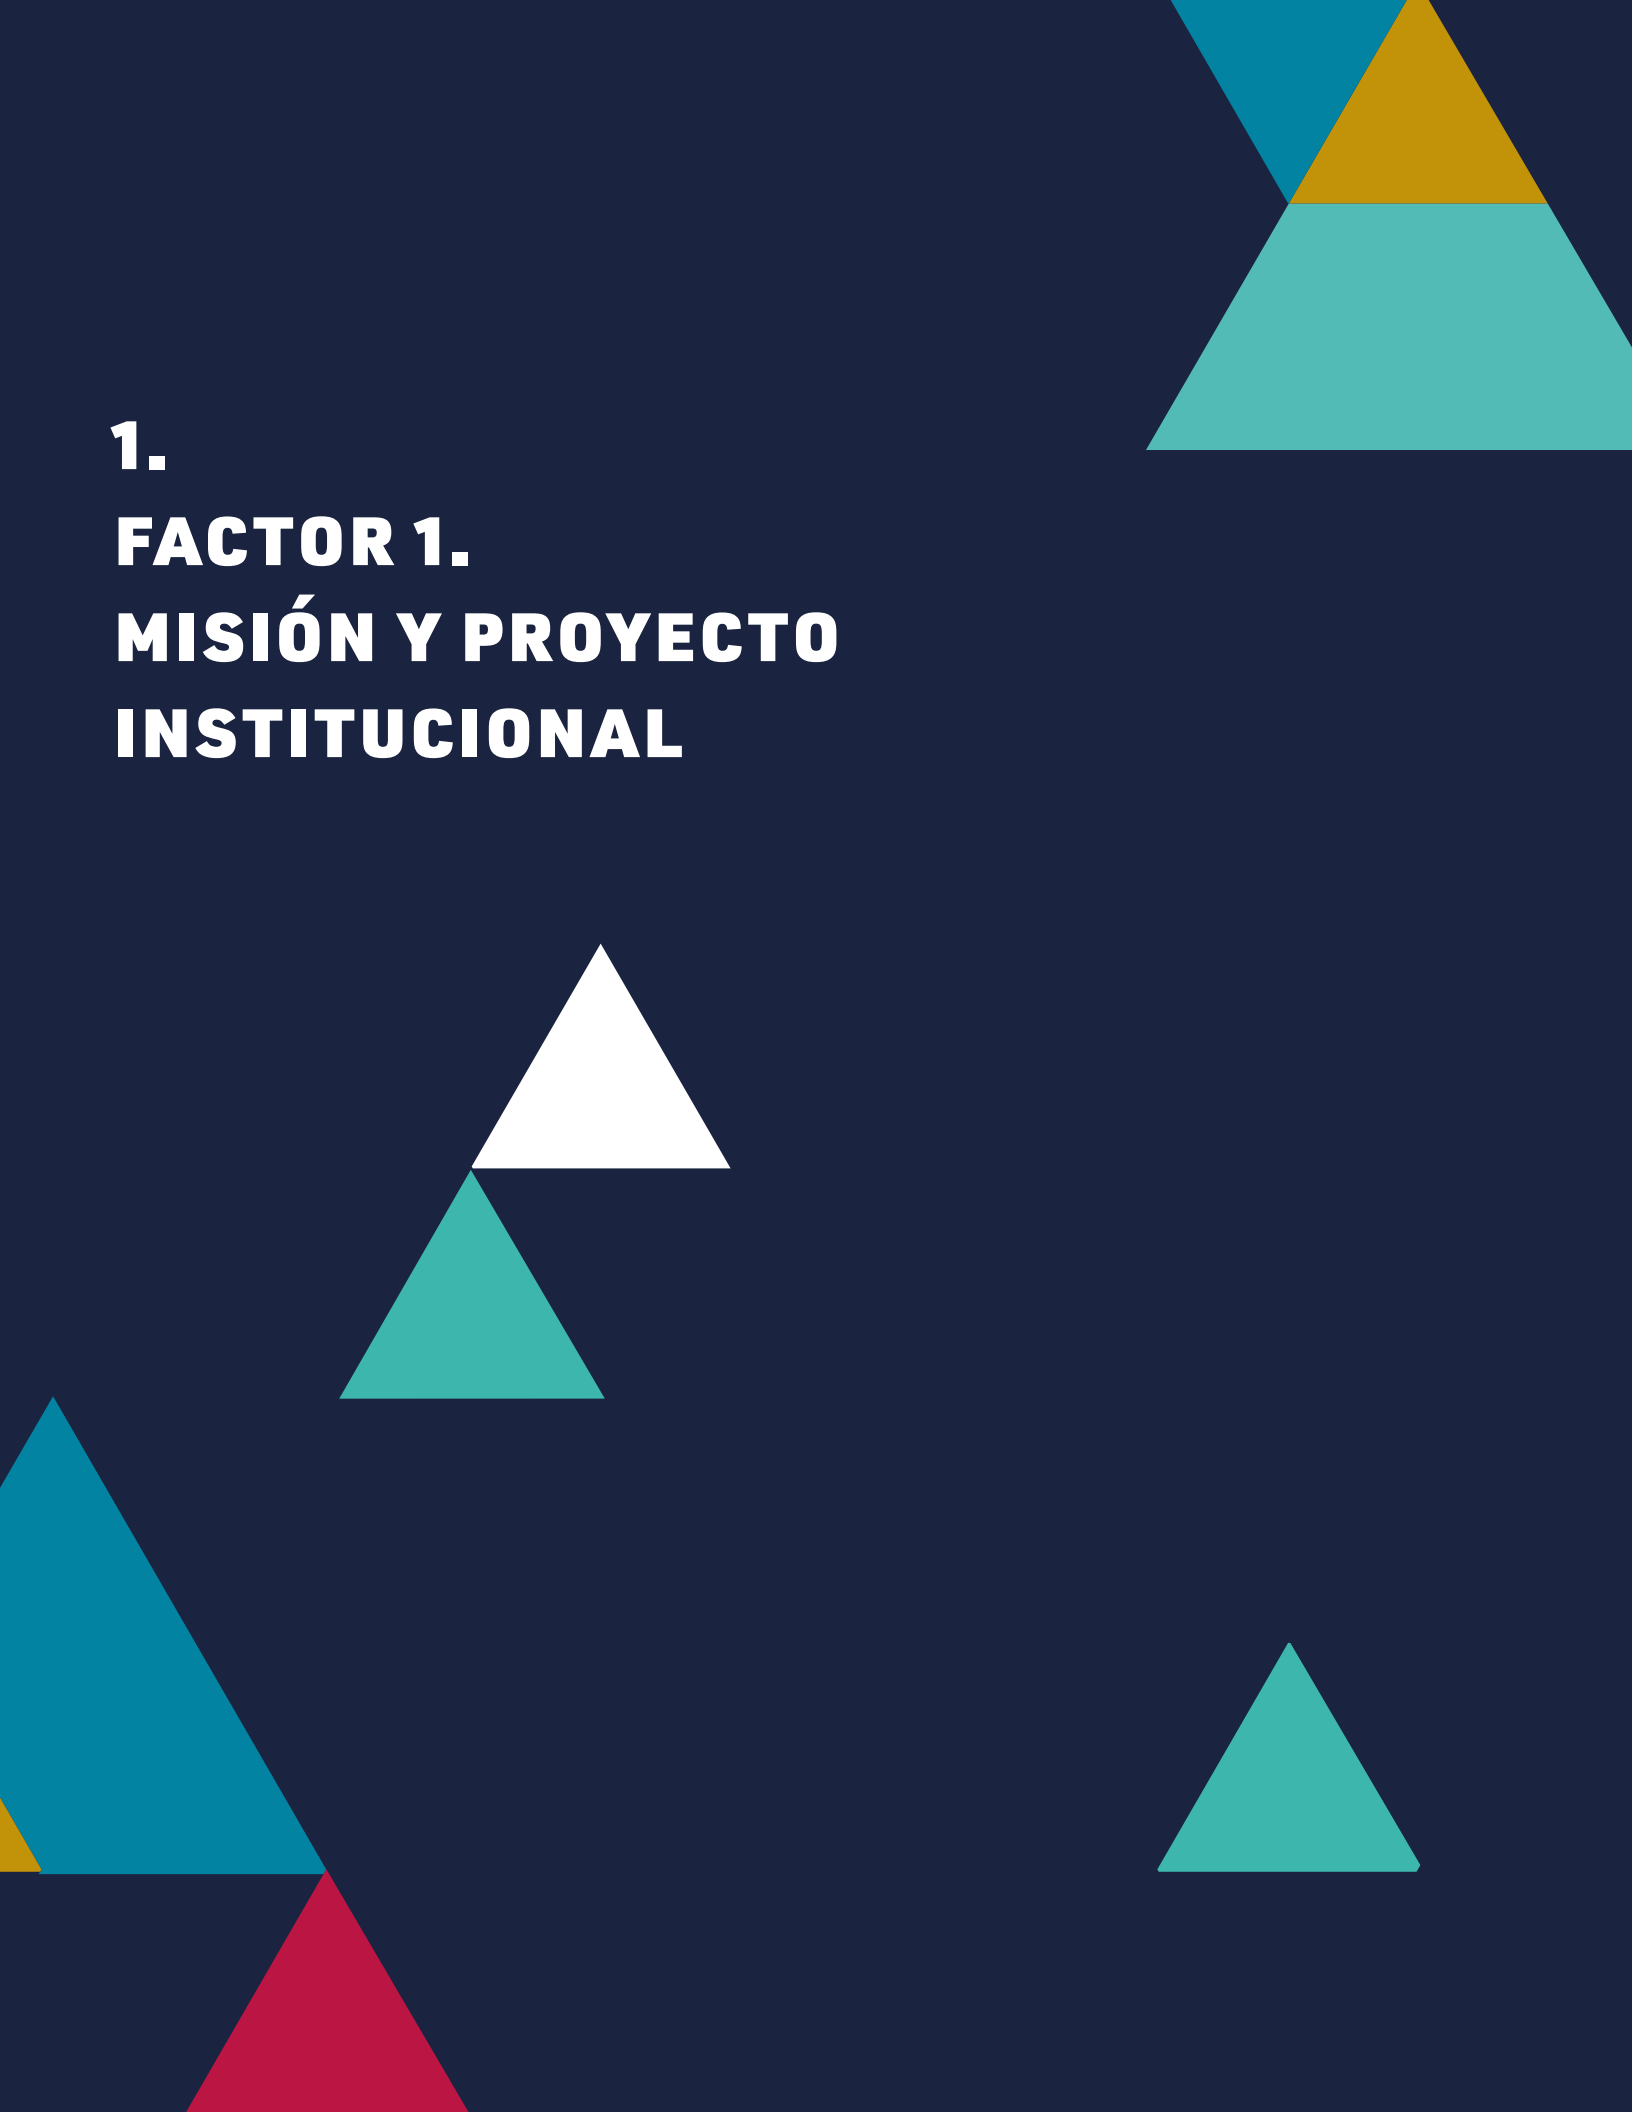 1.
FACTOR 1.
MISIÓN Y PROYECTO
INSTITUCIONAL